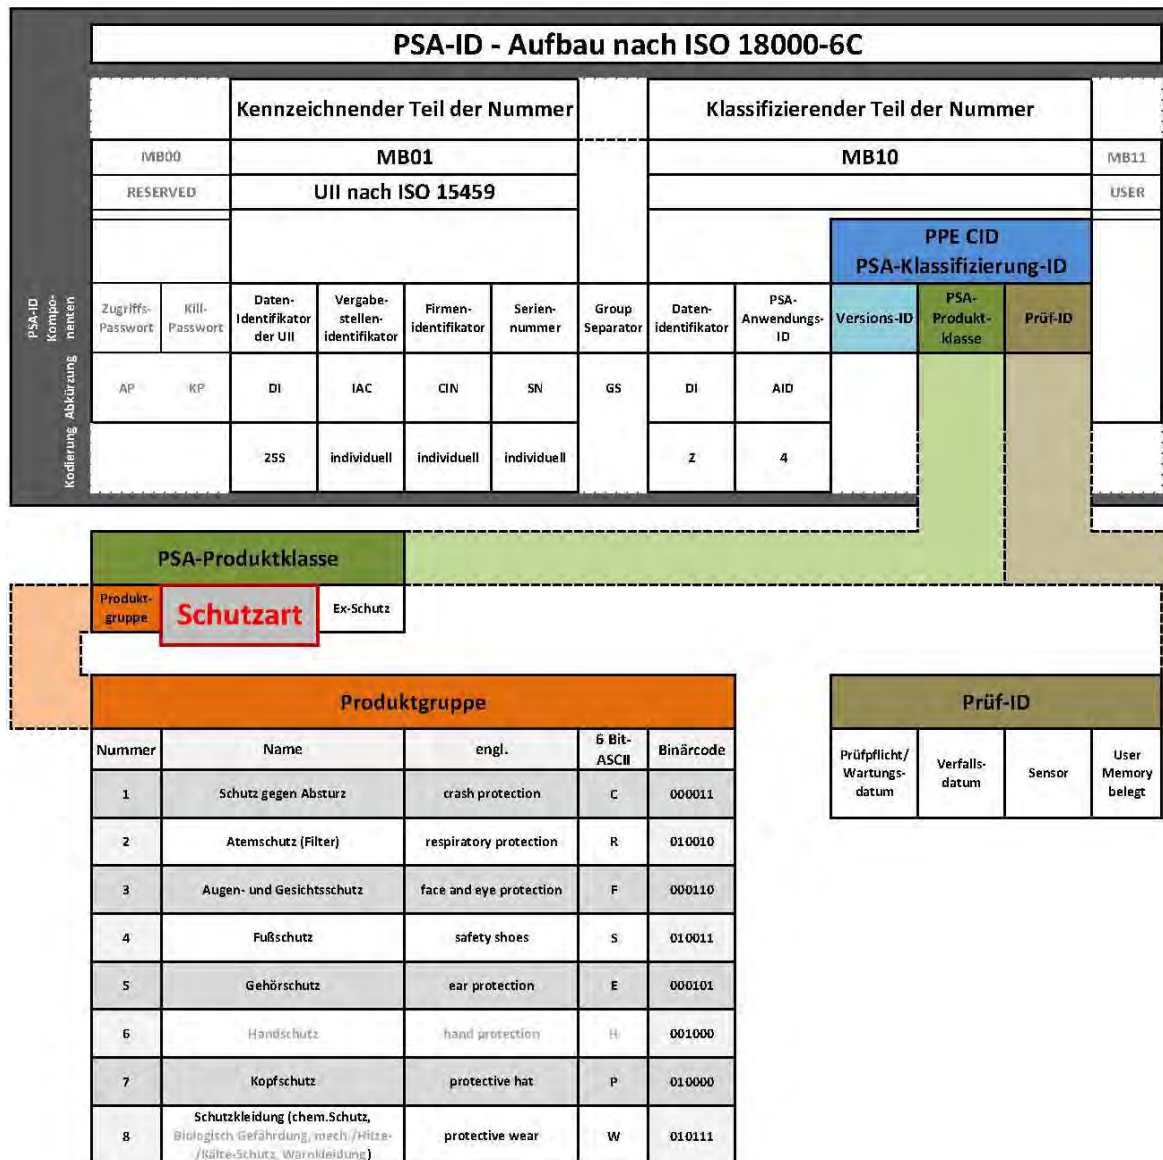 PSA-ID - Aufbau nach ISO 18000-6C
Kennzeichnender Teil der Nummer
Klassifizierender Teil der Nummer
MB00
MB01
MB10
MB11
RESERVED
UII nach ISO 15459
USER
PPE CID
PSA-Klassifizierung-ID
PSA-ID
Kompo-
nenten
Zugriffs-
Passwort
Kill-
Passwort
Daten-
Identifikator
der UII
Vergabe-
stellen-
identifikator
Firmen-
identifikator
Serien-
nummer
Group
Separator
Daten-
identifikator
PSA-
Anwendungs-
ID
Versions-ID
PSA-
Produkt-
klasse
Prüf-ID
Abkürzung
AP
KP
DI
IAC
CIN
SN
GS
DI
AID
Kodierung
25S
individuell
individuell
individuell
Z
4
PSA-Produktklasse
Produkt-
gruppe
Schutzart
Ex-Schutz
Produktgruppe
Nummer
Name
engl.
6 Bit-
ASCII
Binärcode
1
Schutz gegen Absturz
crash protection
C
000011
2
Atemschutz (Filter)
respiratory protection
R
010010
3
Augen- und Gesichtsschutz
face and eye protection
F
000110
4
Fußschutz
safety shoes
S
010011
5
Gehörschutz
ear protection
E
000101
6
Handschutz
hand protection
H
001000
7
Kopfschutz
protective hat
P
010000
8
Schutzkleidung (chem.Schutz,
Biologisch Gefährdung, mech./Hitze-
/Kälte-Schutz, Warnkleidung)
protective wear
W
010111
Prüf-ID
Prüfpflicht/
Wartungs-
datum
Verfalls-
datum
Sensor
User
Memory
belegt